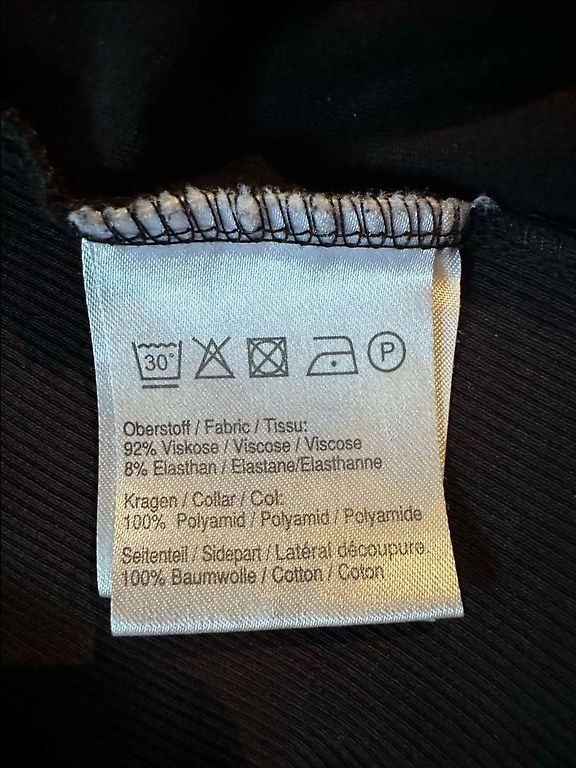 30°
P
Oberstoff / Fabric / Tissu:
92% Viskose / Viscose / Viscose
8% Elasthan / Elastane/Elasthanne
Kragen / Collar / Col:
100% Polyamid / Polyamid / Polyamide
Seitenteil / Sidepart / Latéral découpure
100% Baumwolle / Cotton / Coton